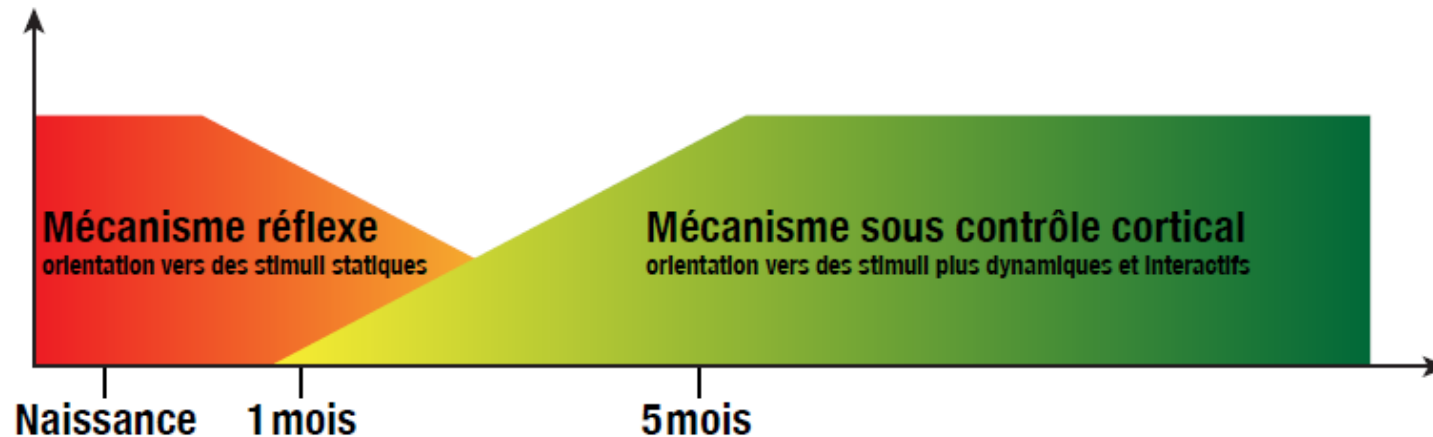 Mécanisme réflexe
orientation vers des stimuli statiques
Mécanisme sous contrôle cortical
orientation vers des stimuli plus dynamiques et interactifs
Naissance
1 mois
5 mois